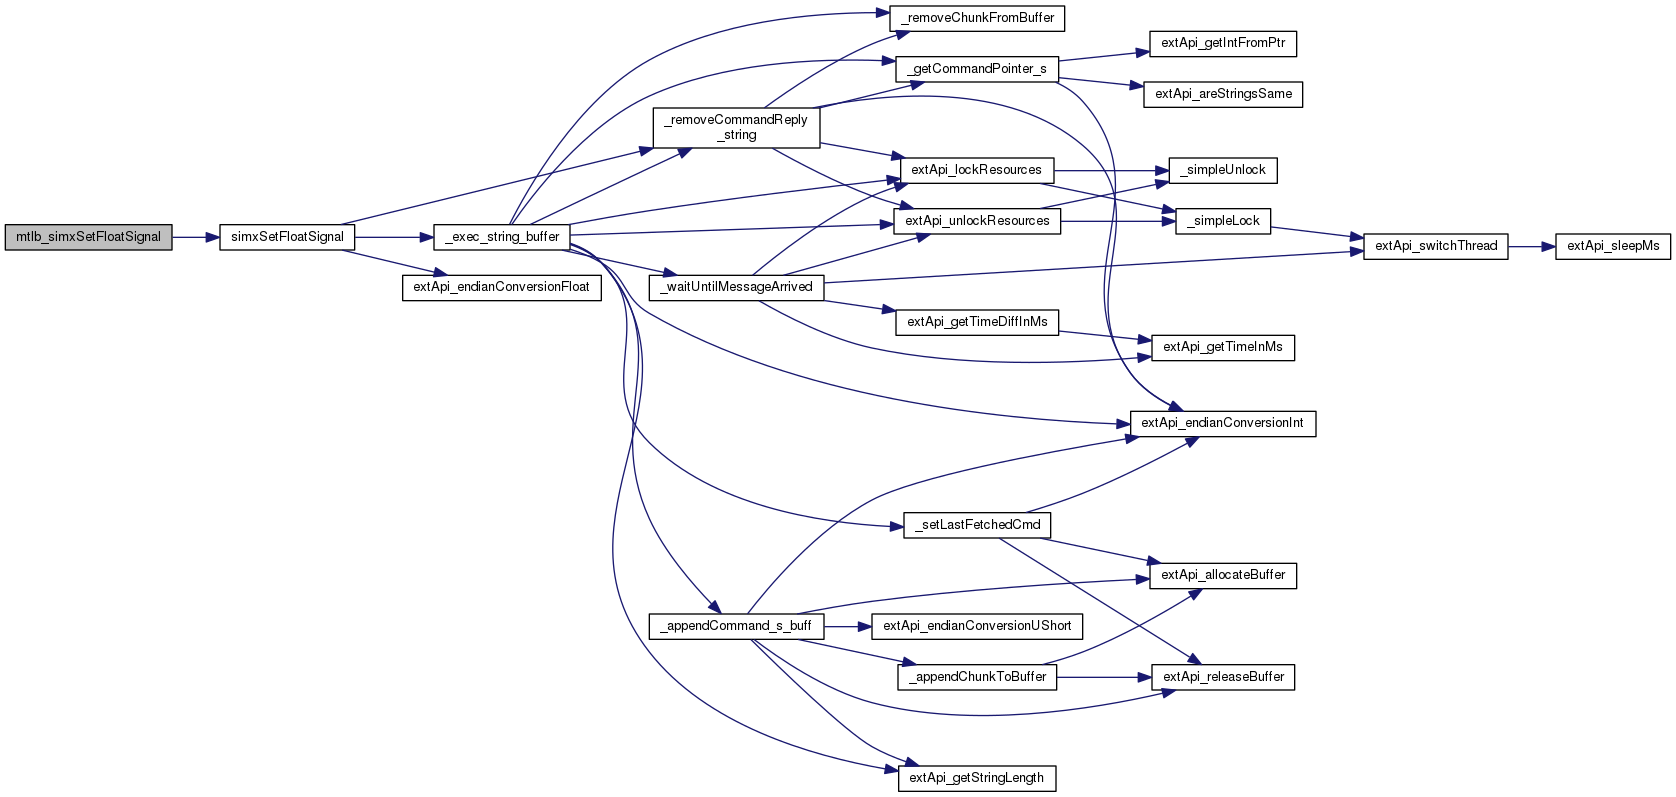 _removeChunkFromBuffer
extApi_getIntFromPtr
_getCommandPointer_s
extApi_areStringsSame
_removeCommandReply
_string
extApi_lockResources
_simpleUnlock
extApi_unlockResources
_simpleLock
mtlb_simxSetFloatSignal
simxSetFloatSignal
_exec_string_buffer
extApi_switchThread
extApi_sleepMs
extApi_endianConversionFloat
_waitUntilMessageArrived
extApi_getTimeDiffInMs
extApi_getTimeInMs
extApi_endianConversionInt
_setLastFetchedCmd
extApi_allocateBuffer
_appendCommand_s_buff
extApi_endianConversionUShort
_appendChunkToBuffer
extApi_releaseBuffer
extApi_getStringLength